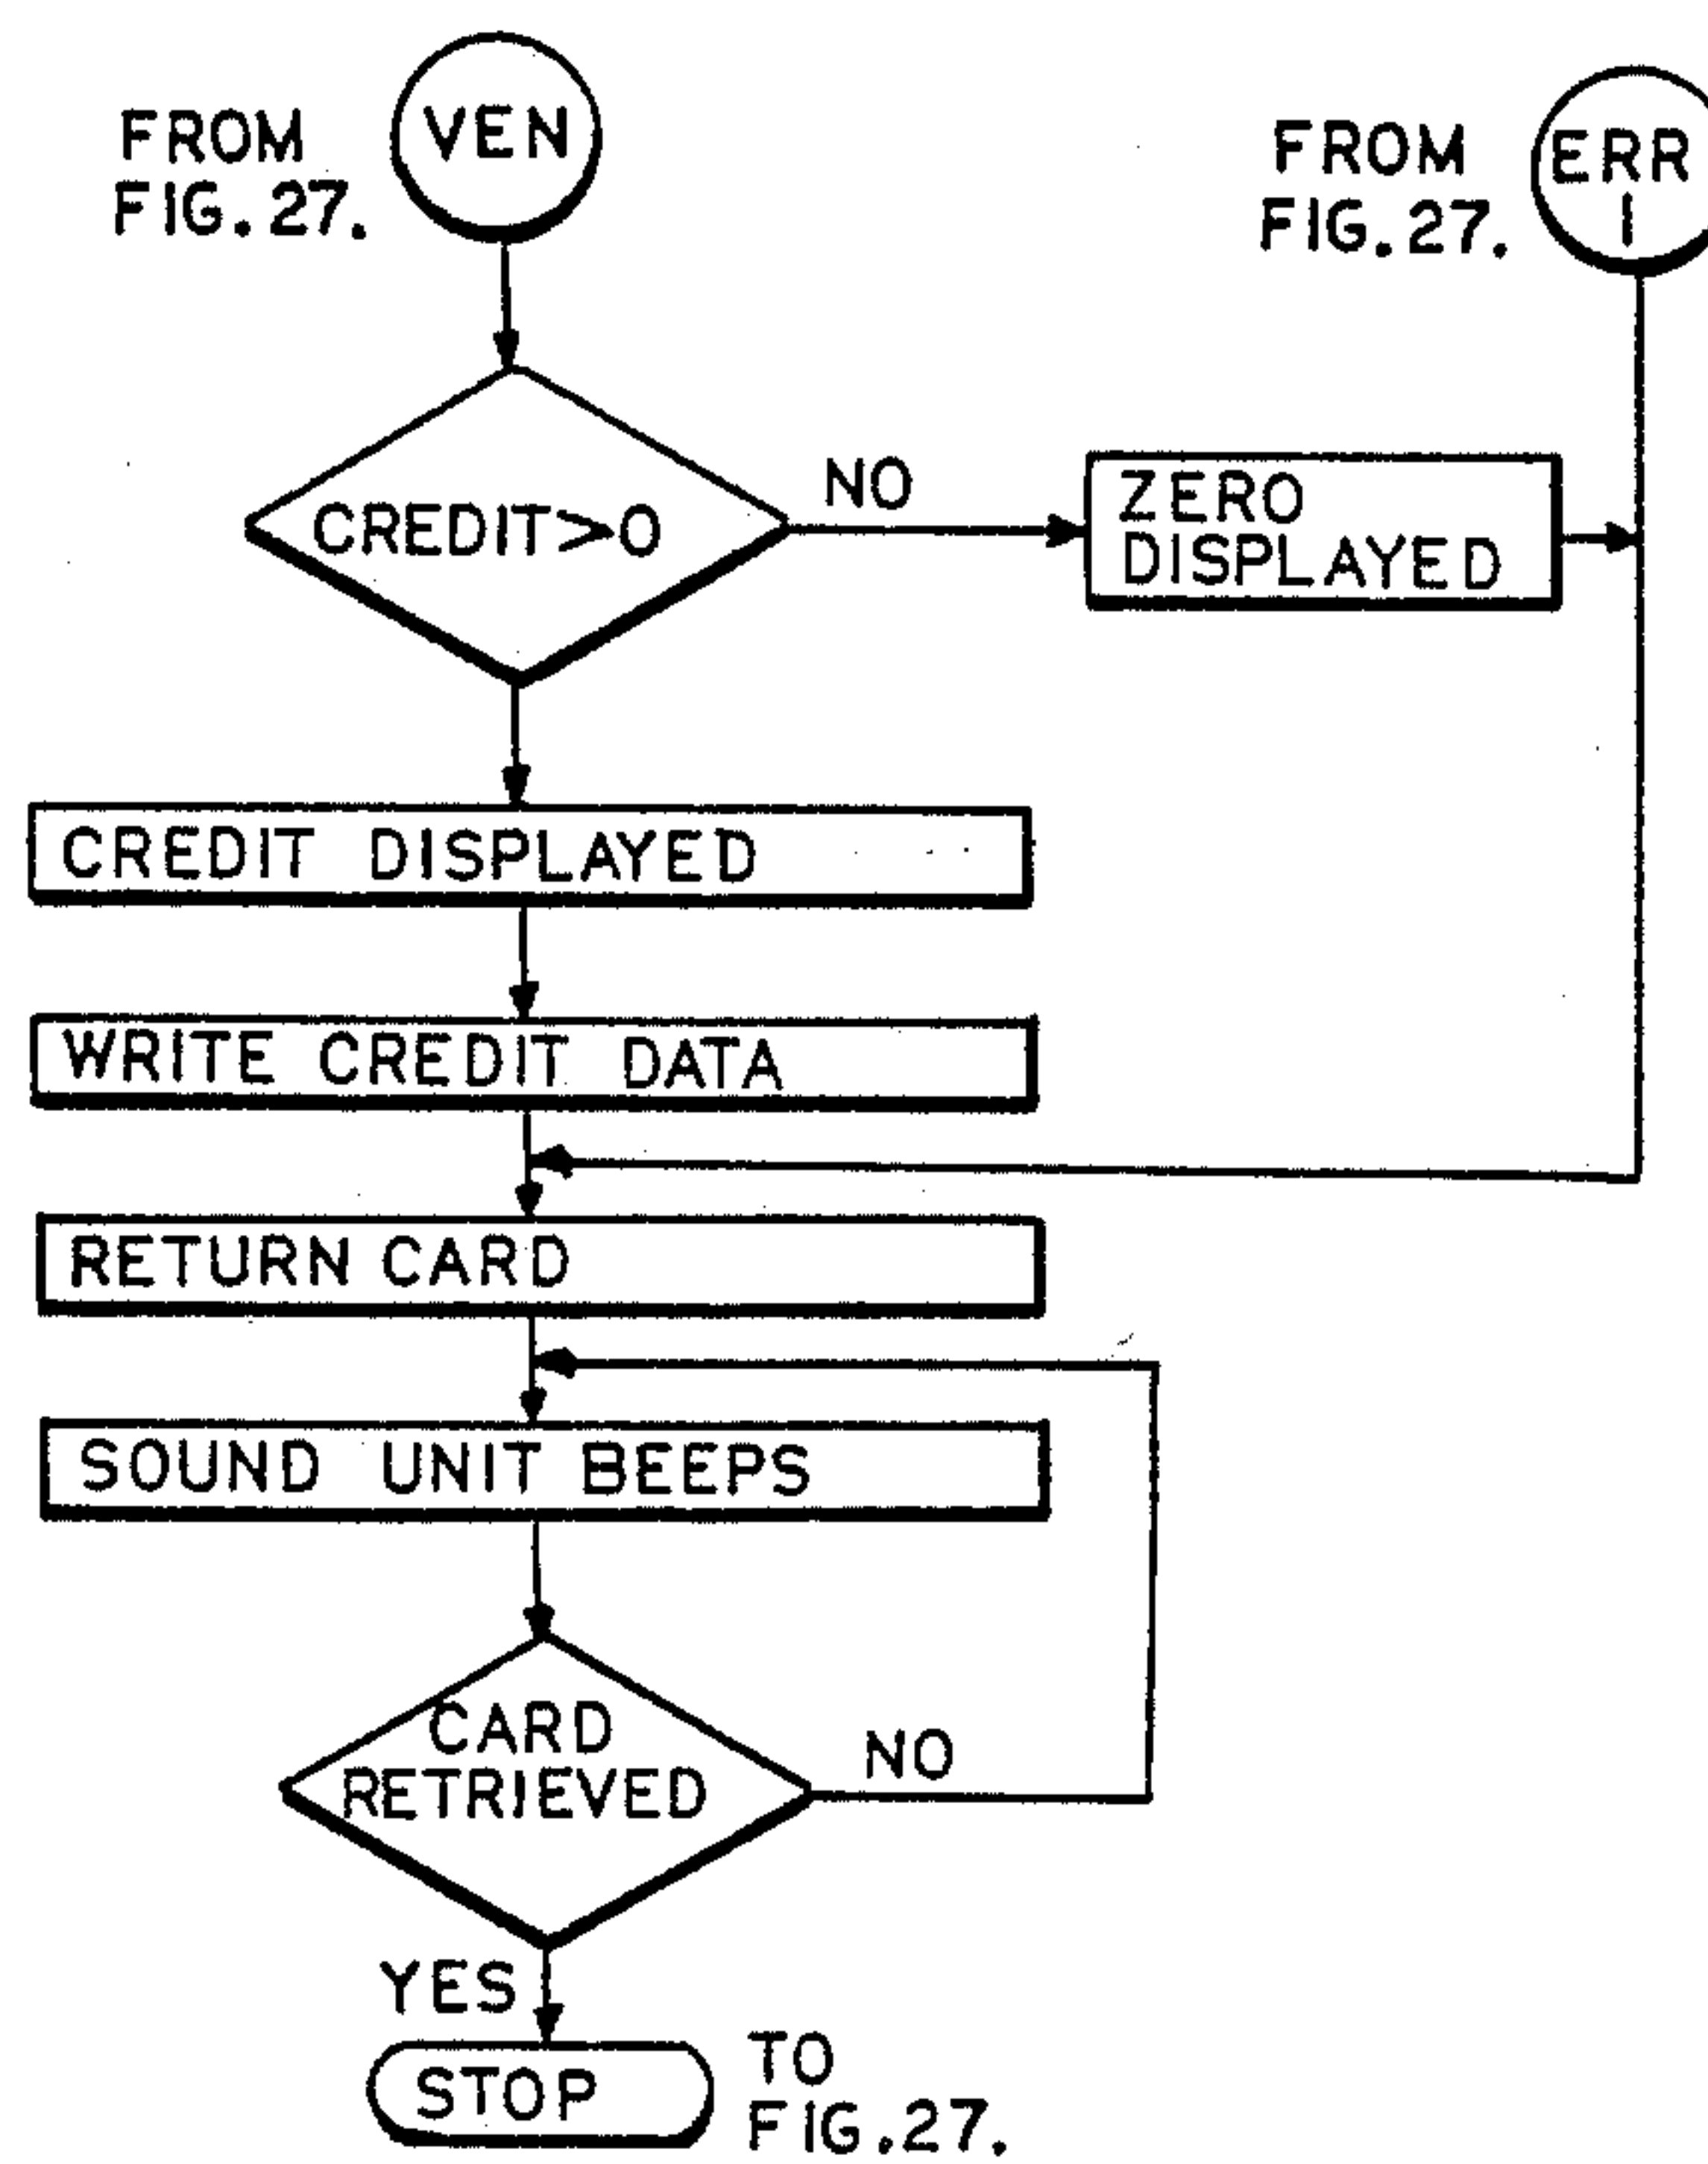 FROM
FIG. 27.
VEN
FROM
FIG. 27.
ERR
1
CREDIT>0
NO
ZERO
DISPLAYED
CREDIT DISPLAYED
WRITE CREDIT DATA
RETURN CARD
SOUND UNIT BEEPS
CARD
RETRIEVED
NO
YES
STOP
TO
FIG. 27.